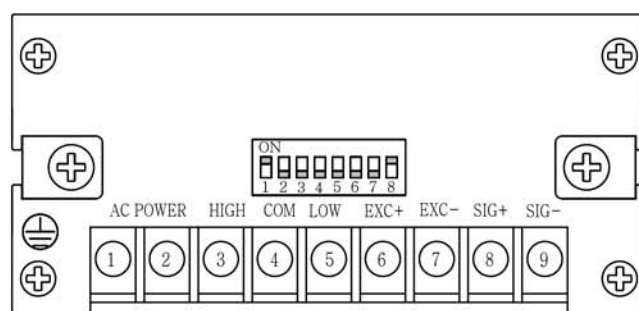 ON
1 2 3 4 5 6 7 8
AC POWER HIGH COM LOW EXC+ EXC- SIG+ SIG-
1 2 3 4 5 6 7 8 9